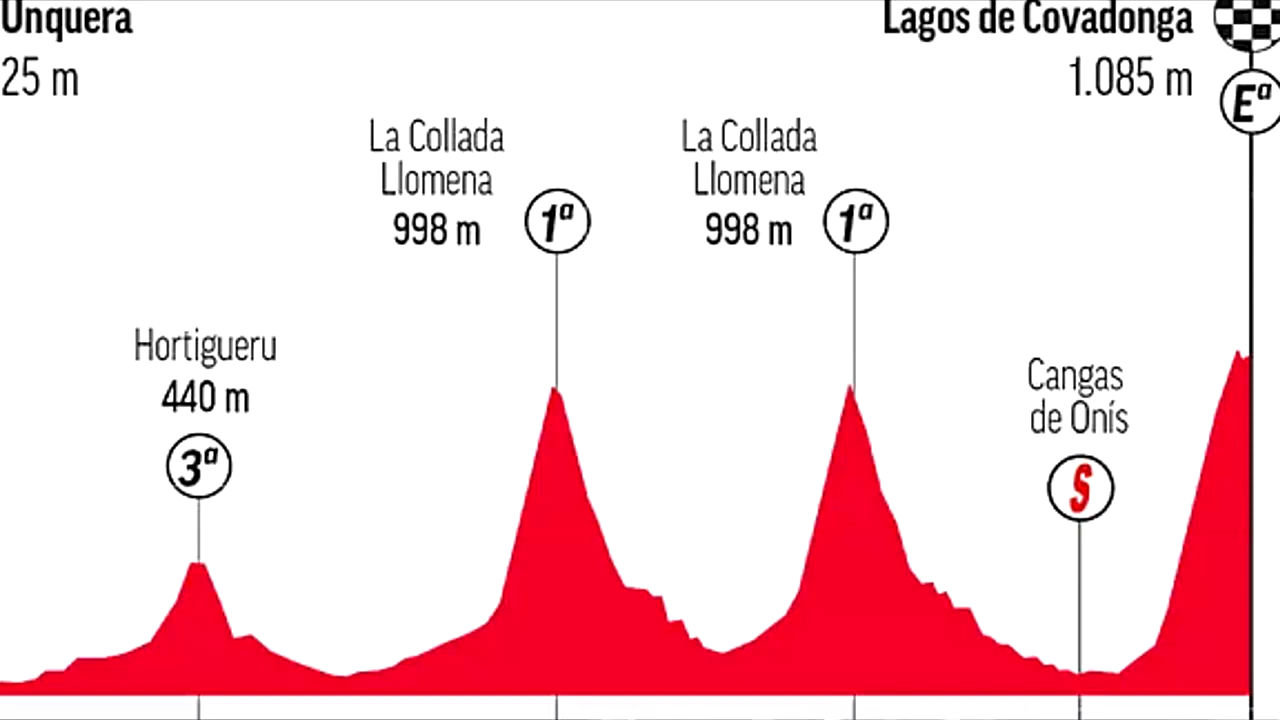 Unquera
25 m
Lagos de Covadonga
1.085 m
Eª
La Collada
Llomena
998 m
1ª
La Collada
Llomena
998 m
1ª
Hortigueru
440 m
3ª
Cangas
de Onís
S